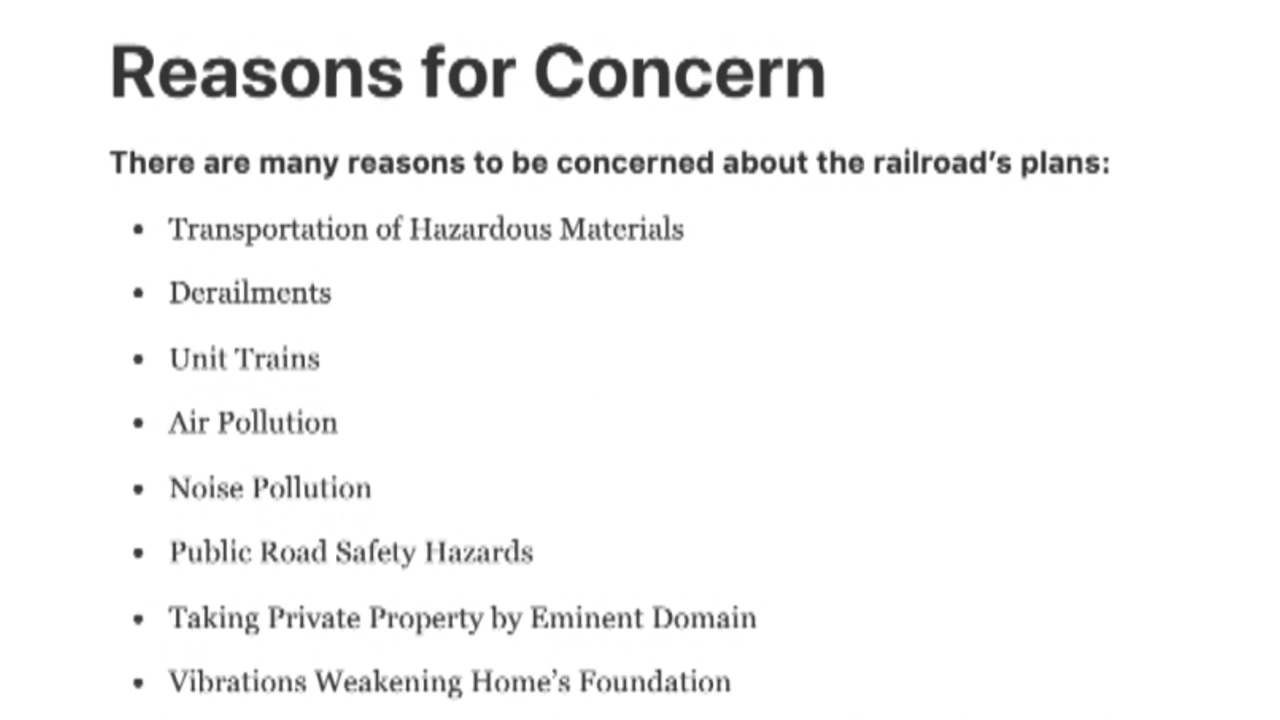 Reasons for Concern
There are many reasons to be concerned about the railroad’s plans:
• Transportation of Hazardous Materials
• Derailments
• Unit Trains
• Air Pollution
• Noise Pollution
• Public Road Safety Hazards
• Taking Private Property by Eminent Domain
• Vibrations Weakening Home’s Foundation